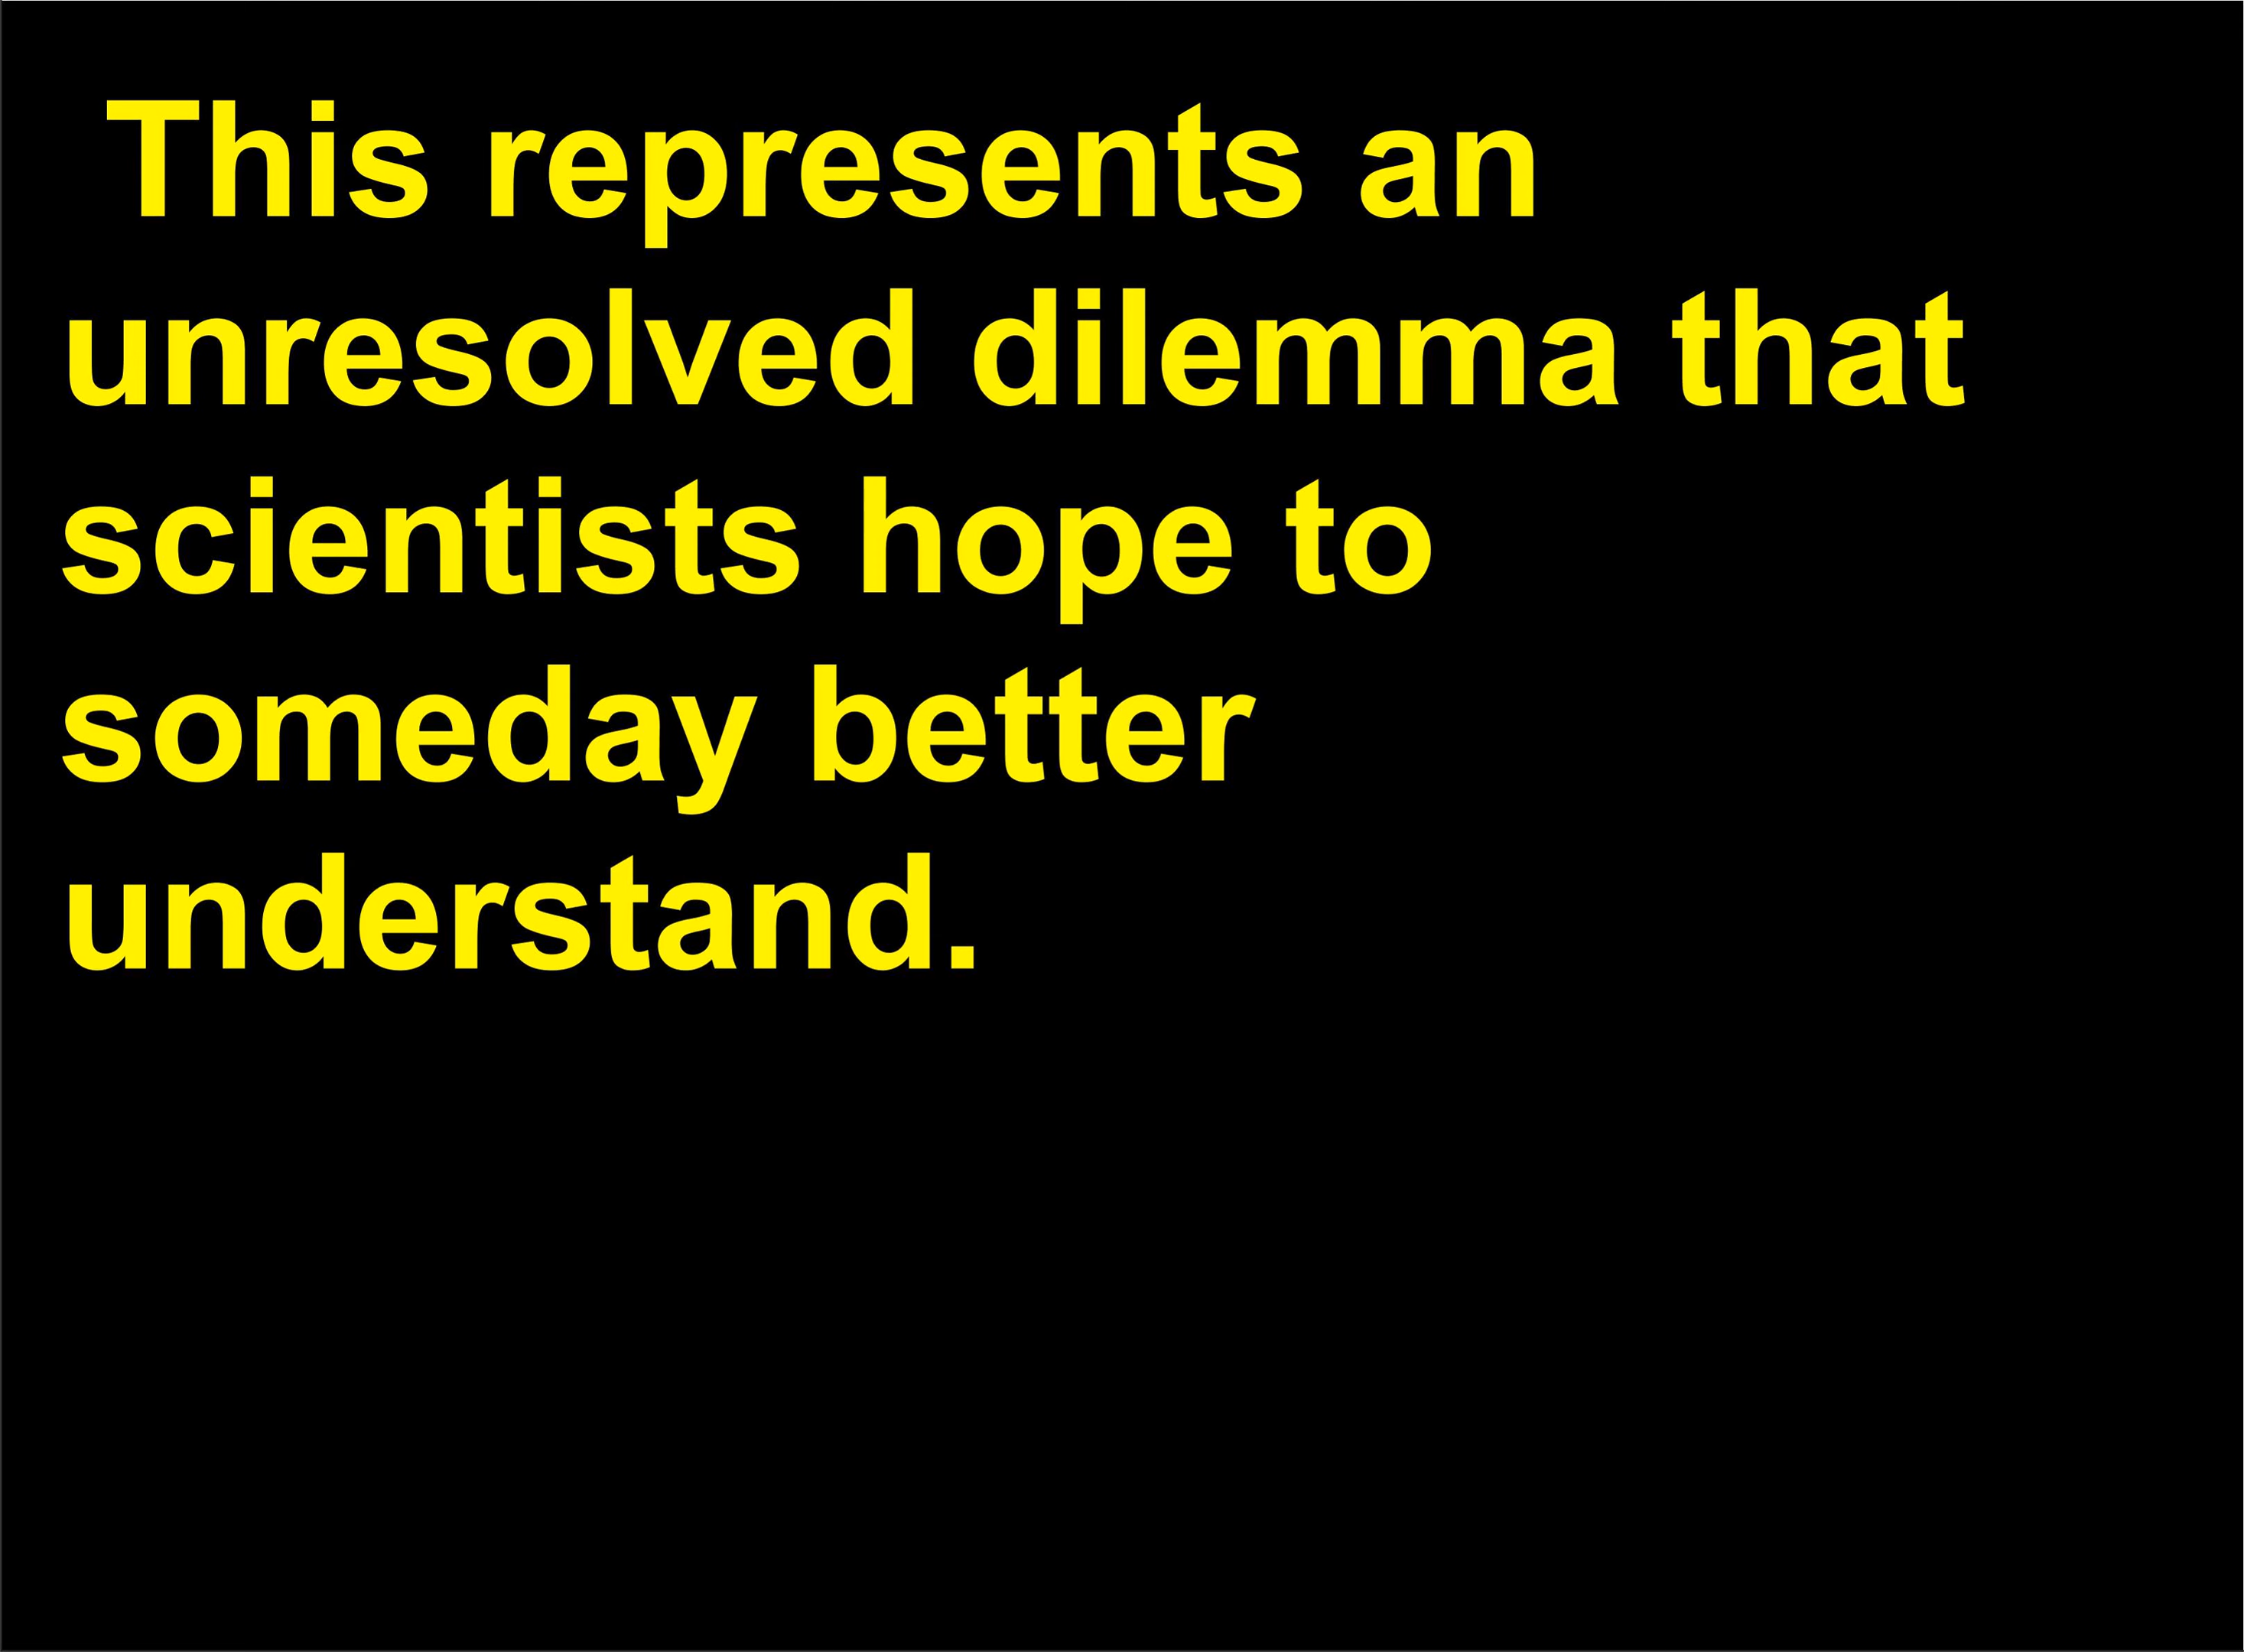 This represents an
unresolved dilemma that
scientists hope to
someday better
understand.